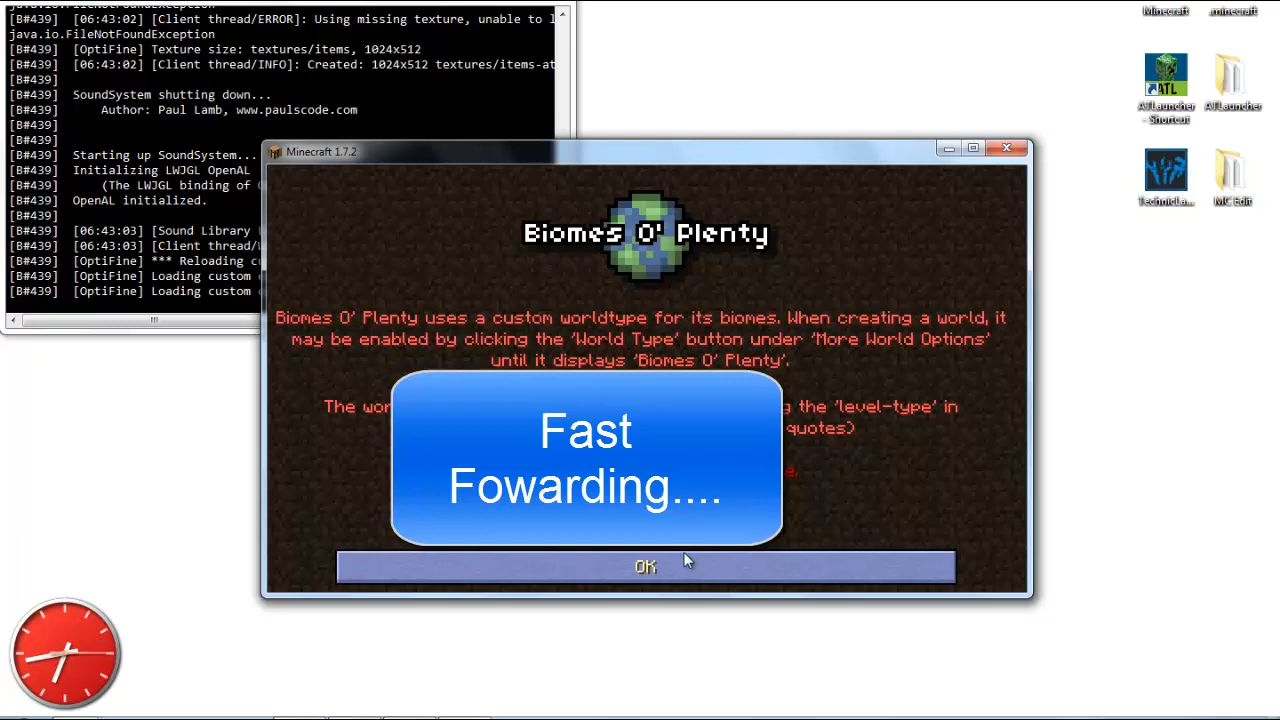 java.io.FileNotFoundException
[B#439] [06:43:02] [Client thread/ERROR]: Using missing texture, unable to l
java.io.FileNotFoundException
[B#439] [OptiFine] Texture size: textures/items, 1024x512
[B#439] [06:43:02] [Client thread/INFO]: Created: 1024x512 textures/items-at
[B#439]
[B#439] SoundSystem shutting down...
[B#439] Author: Paul Lamb, www.paulscode.com
[B#439]
[B#439]
[B#439] Starting up SoundSystem...
[B#439] Initializing LWJGL OpenAL
[B#439] (The LWJGL binding of
[B#439] OpenAL initialized.
[B#439]
[B#439] [06:43:03] [Sound Library
[B#439] [06:43:03] [Client thread/
[B#439] [OptiFine] *** Reloading cu
[B#439] [OptiFine] Loading custom
[B#439] [OptiFine] Loading custom
Minecraft 1.7.2
Biomes O' Plenty
Biomes O' Plenty uses a custom worldtype for its biomes. When creating a world, it
may be enabled by clicking the 'World Type' button under 'More World Options'
until it displays 'Biomes O' Plenty'.
The wor g the 'level-type' in
quotes)
Fast
Fowarding....
OK
Minecraft
.minecraft
ATL
ATLauncher
- Shortcut
ATLauncher
TechnicLa...
MC Edit